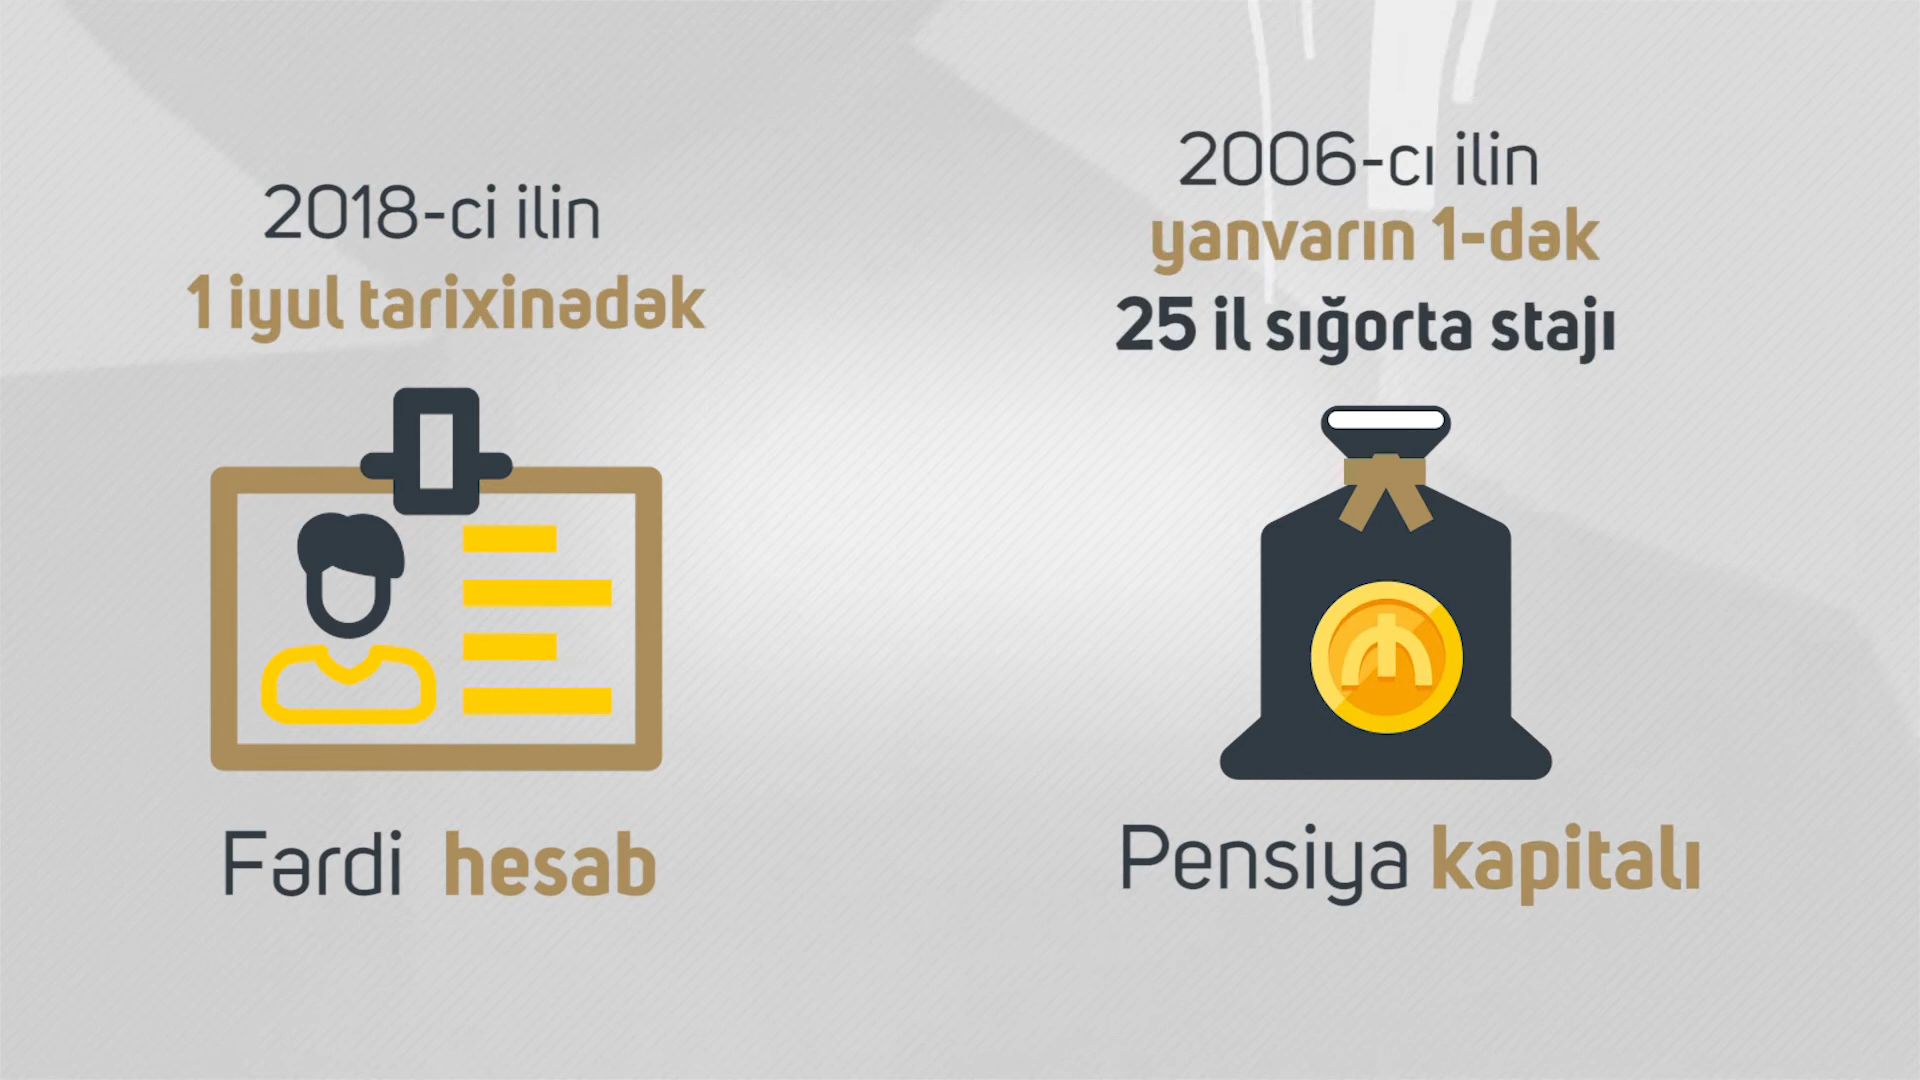 2018-ci ilin
1 iyul tarixinədək
Fərdi hesab
2006-cı ilin
yanvarın 1-dək
25 il sığorta stajı
Pensiya kapitalı